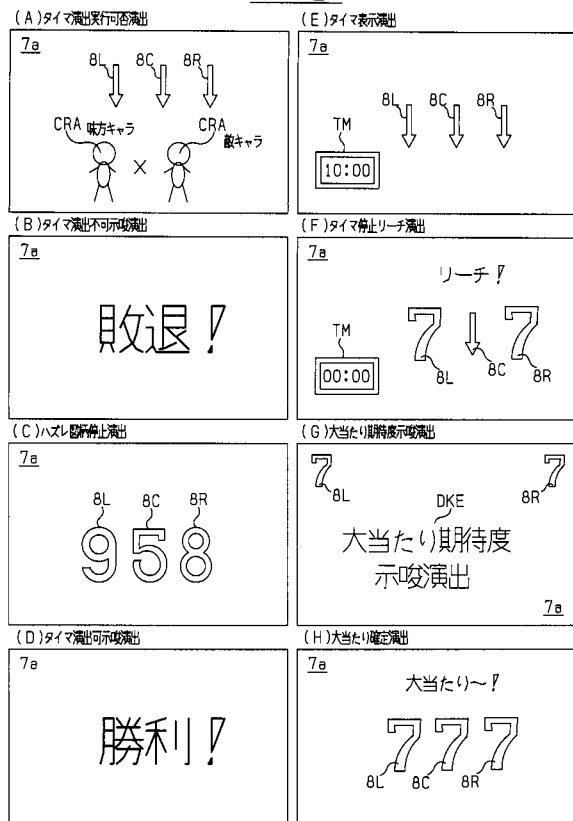 (A)タイマ演出実行可否演出
7a
8L 8C 8R
CRA 味方キャラ
CRA 敵キャラ
×
(B)タイマ演出不可示唆演出
7a
敗退!
(C)ハズレ図柄停止演出
7a
8L 8C 8R
958
(D)タイマ演出可示唆演出
7a
勝利!
(E)タイマ表示演出
7a
8L 8C 8R
TM
10:00
(F)タイマ停止リーチ演出
7a
リーチ!
TM
00:00
7 7
8L 8C 8R
(G)大当たり期待度示唆演出
7 7
8L 8R
DKE
大当たり期待度
示唆演出
7a
(H)大当たり確定演出
7a
大当たり~!
777
8L 8C 8R